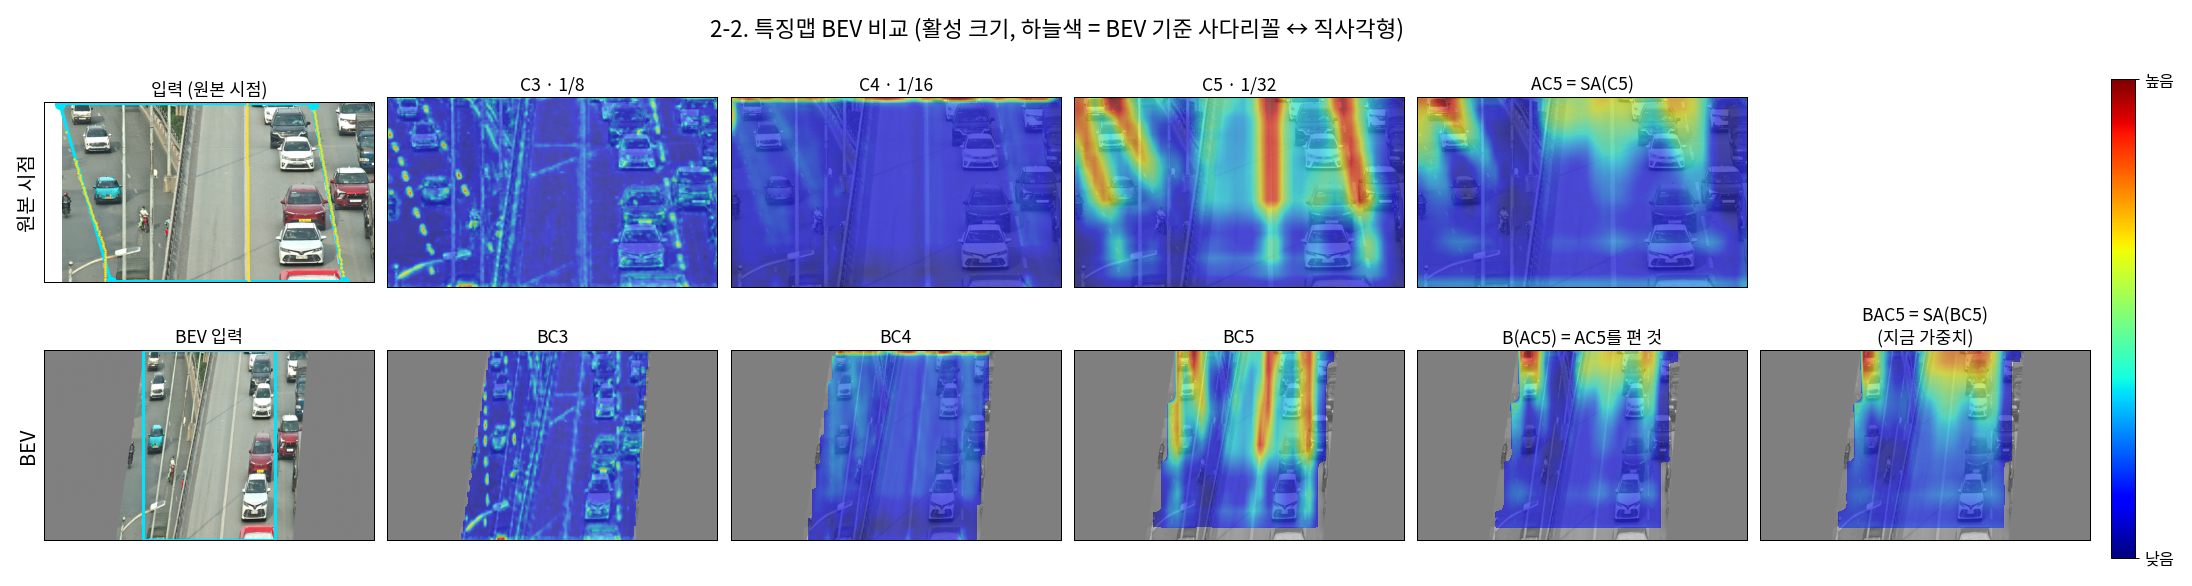 2-2. 특징맵 BEV 비교 (활성 크기, 하늘색 = BEV 기준 사다리꼴 ↔ 직사각형)
입력 (원본 시점)
C3 · 1/8
C4 · 1/16
C5 · 1/32
AC5 = SA(C5)
높음
원본 시점
BEV 입력
BC3
BC4
BC5
B(AC5) = AC5를 편 것
BAC5 = SA(BC5)
(지금 가중치)
BEV
낮음